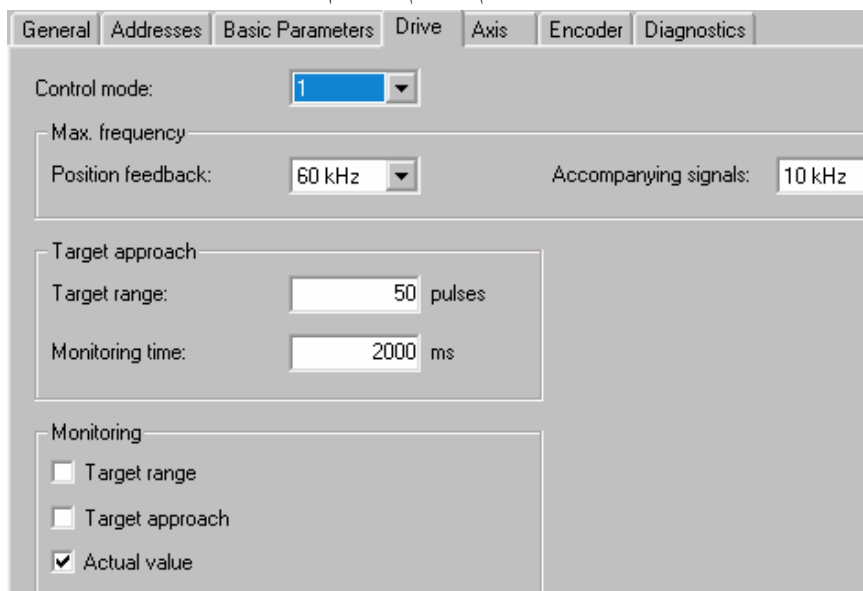 General Addresses Basic Parameters Drive Axis Encoder Diagnostics
Control mode: 1
Max. frequency
Position feedback: 60 kHz Accompanying signals: 10 kHz
Target approach
Target range: 50 pulses
Monitoring time: 2000 ms
Monitoring
Target range
Target approach
Actual value